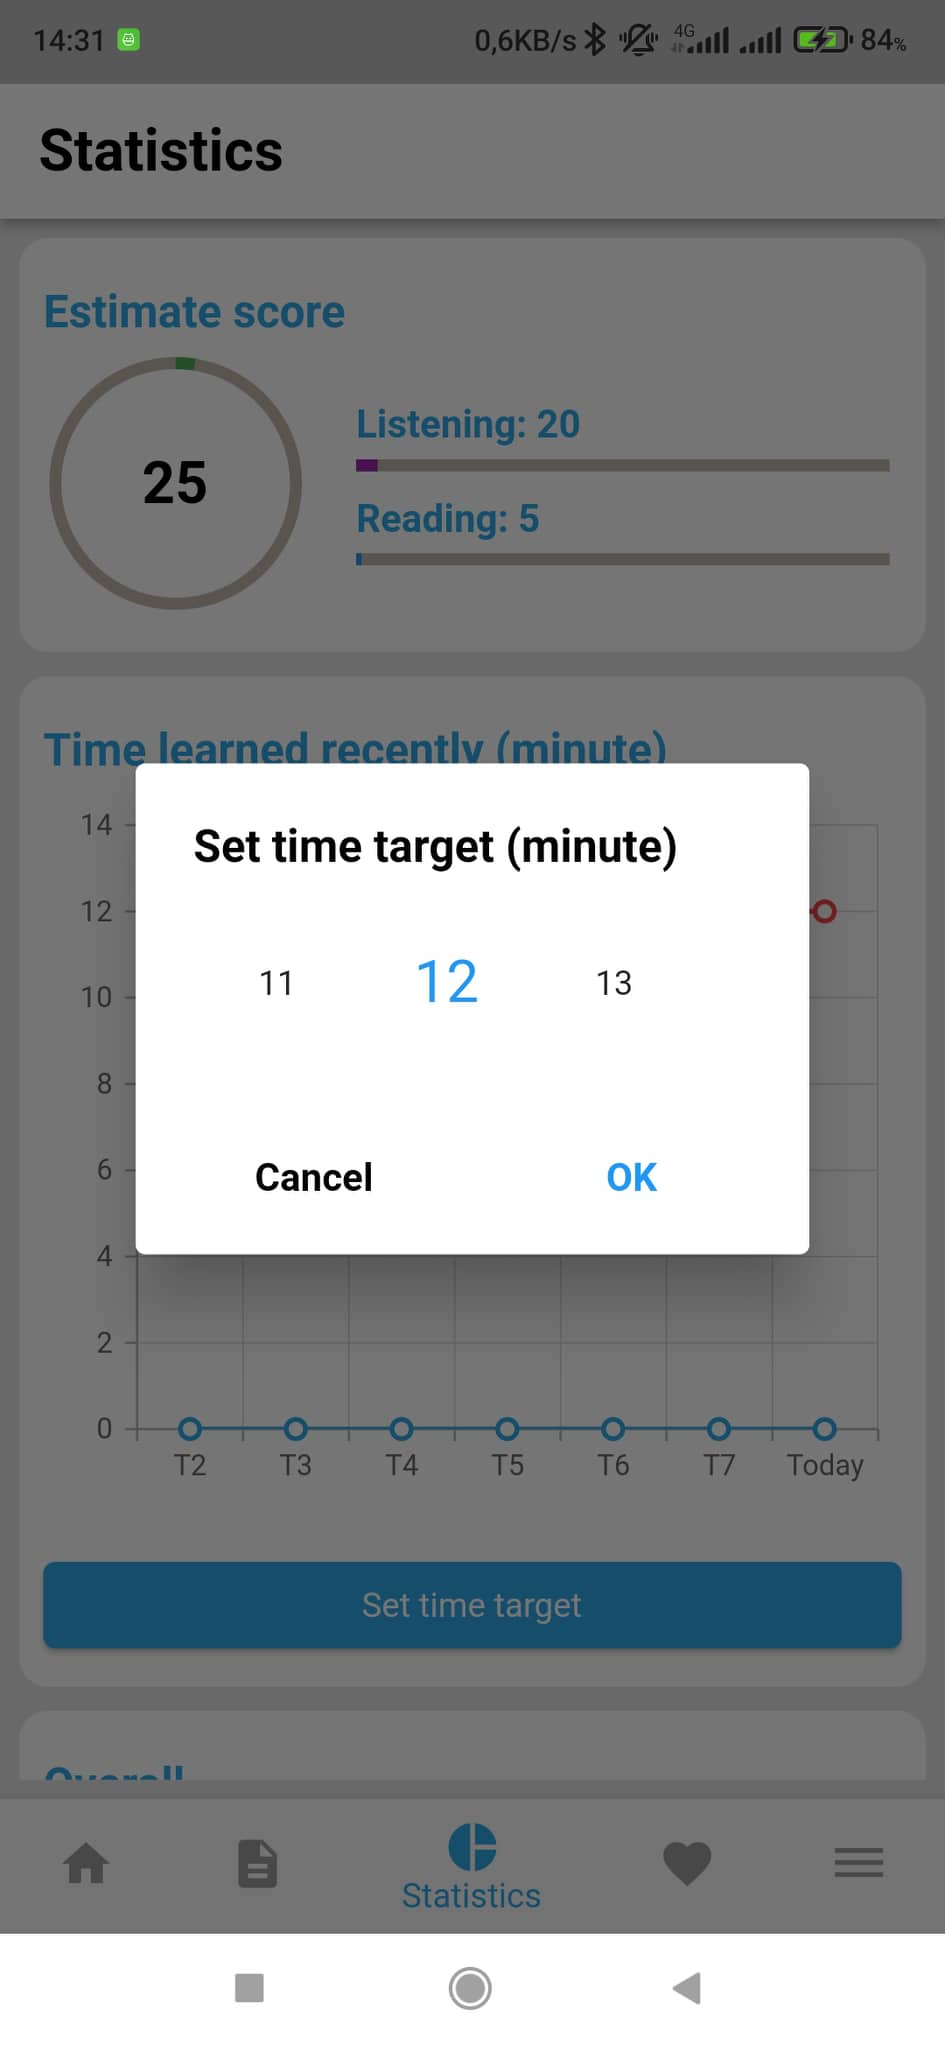 14:31 0,6KB/s 4G 84%
Statistics
Estimate score
25
Listening: 20
Reading: 5
Time learned recently (minute)
14
12
10
8
6
4
2
0
Set time target (minute)
11 12 13
Cancel OK
T2 T3 T4 T5 T6 T7 Today
Set time target
Overall
Statistics